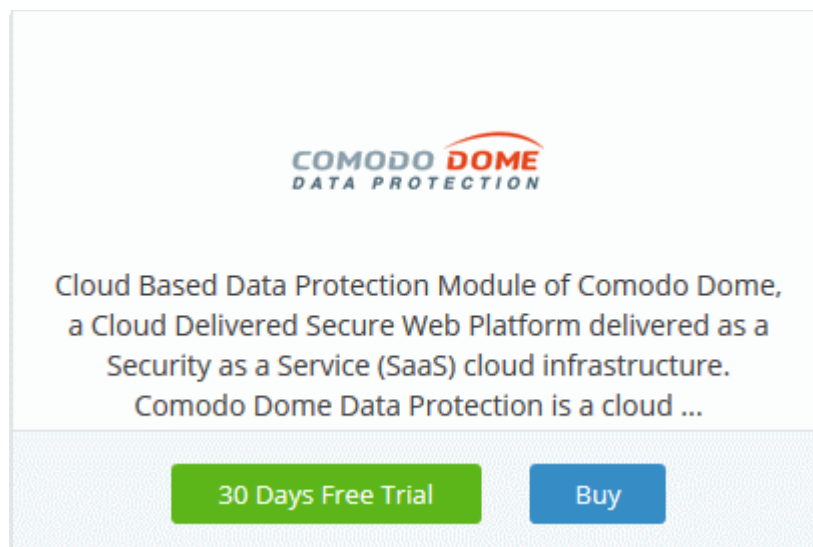 COMODO DOME
DATA PROTECTION
Cloud Based Data Protection Module of Comodo Dome,
a Cloud Delivered Secure Web Platform delivered as a
Security as a Service (SaaS) cloud infrastructure.
Comodo Dome Data Protection is a cloud ...
30 Days Free Trial
Buy